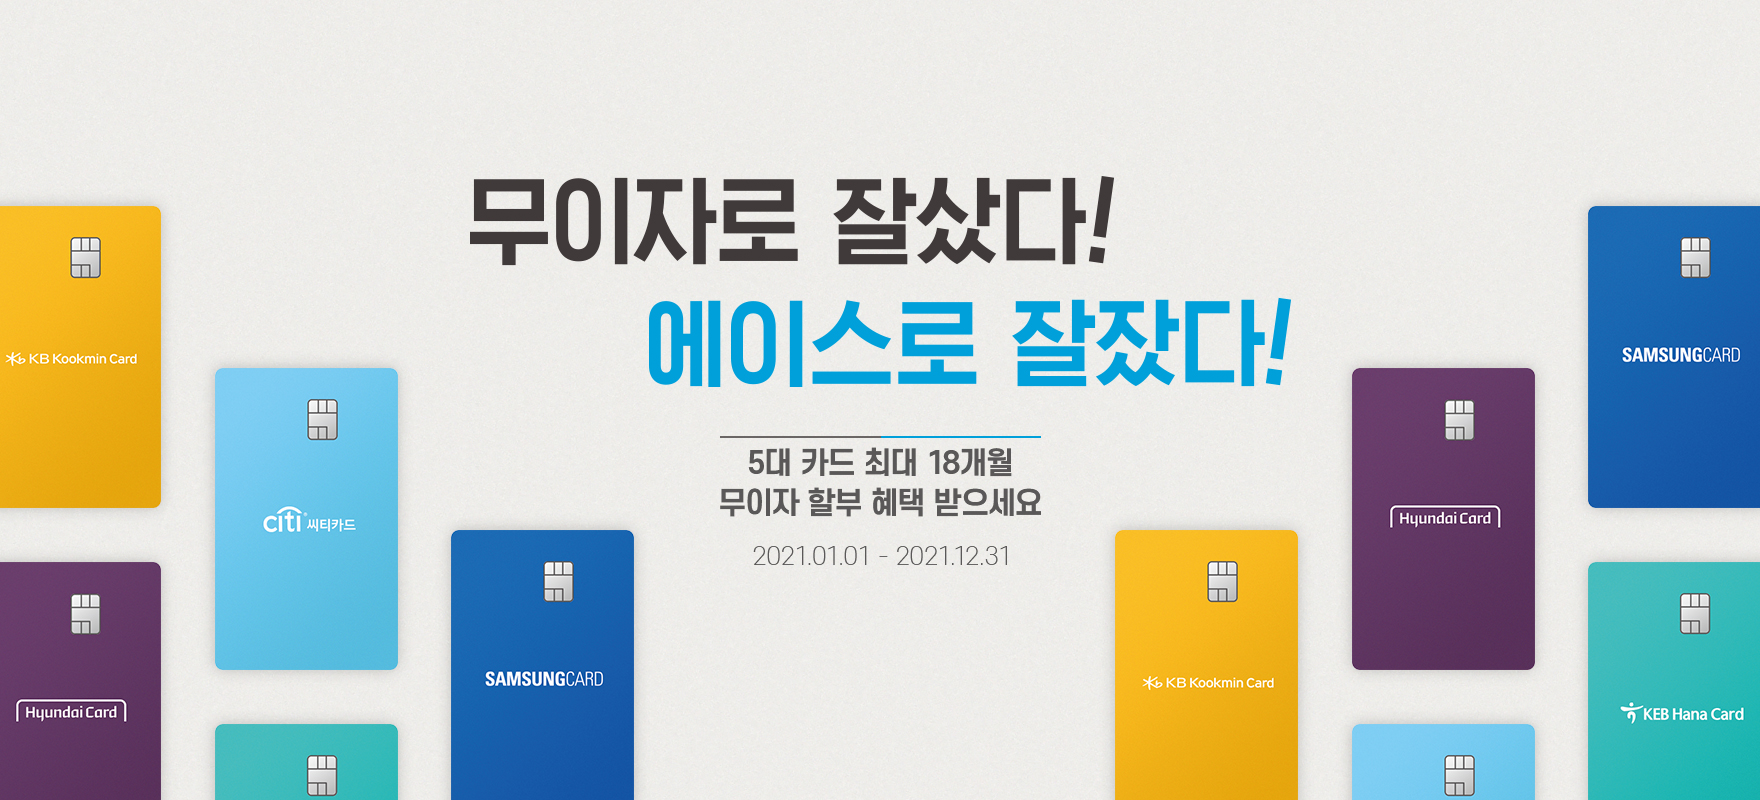 무이자로 잘샀다!
에이스로 잘잤다!
5대 카드 최대 18개월
무이자 할부 혜택 받으세요
2021.01.01 - 2021.12.31
KB Kookmin Card
citi 씨티카드
Hyundai Card
SAMSUNGCARD
KB Kookmin Card
Hyundai Card
SAMSUNGCARD
KEB Hana Card